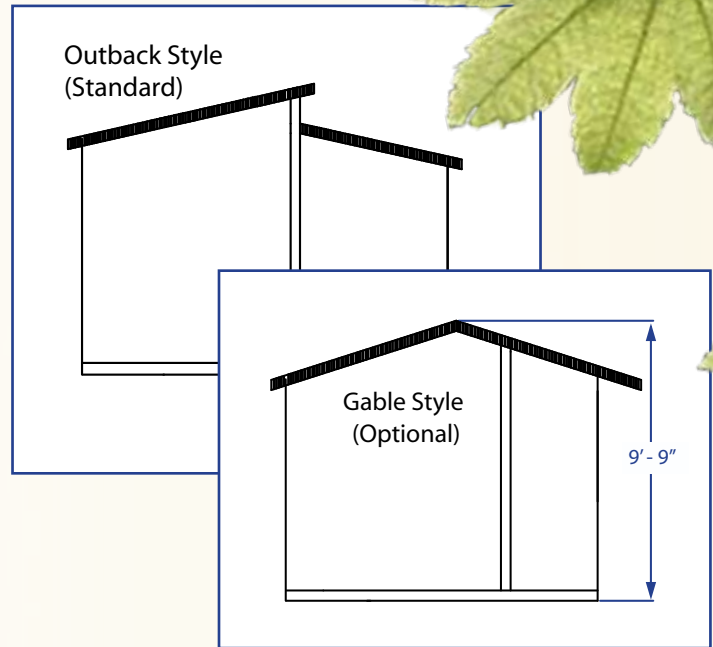 Outback Style
(Standard)
Gable Style
(Optional)
9’- 9”